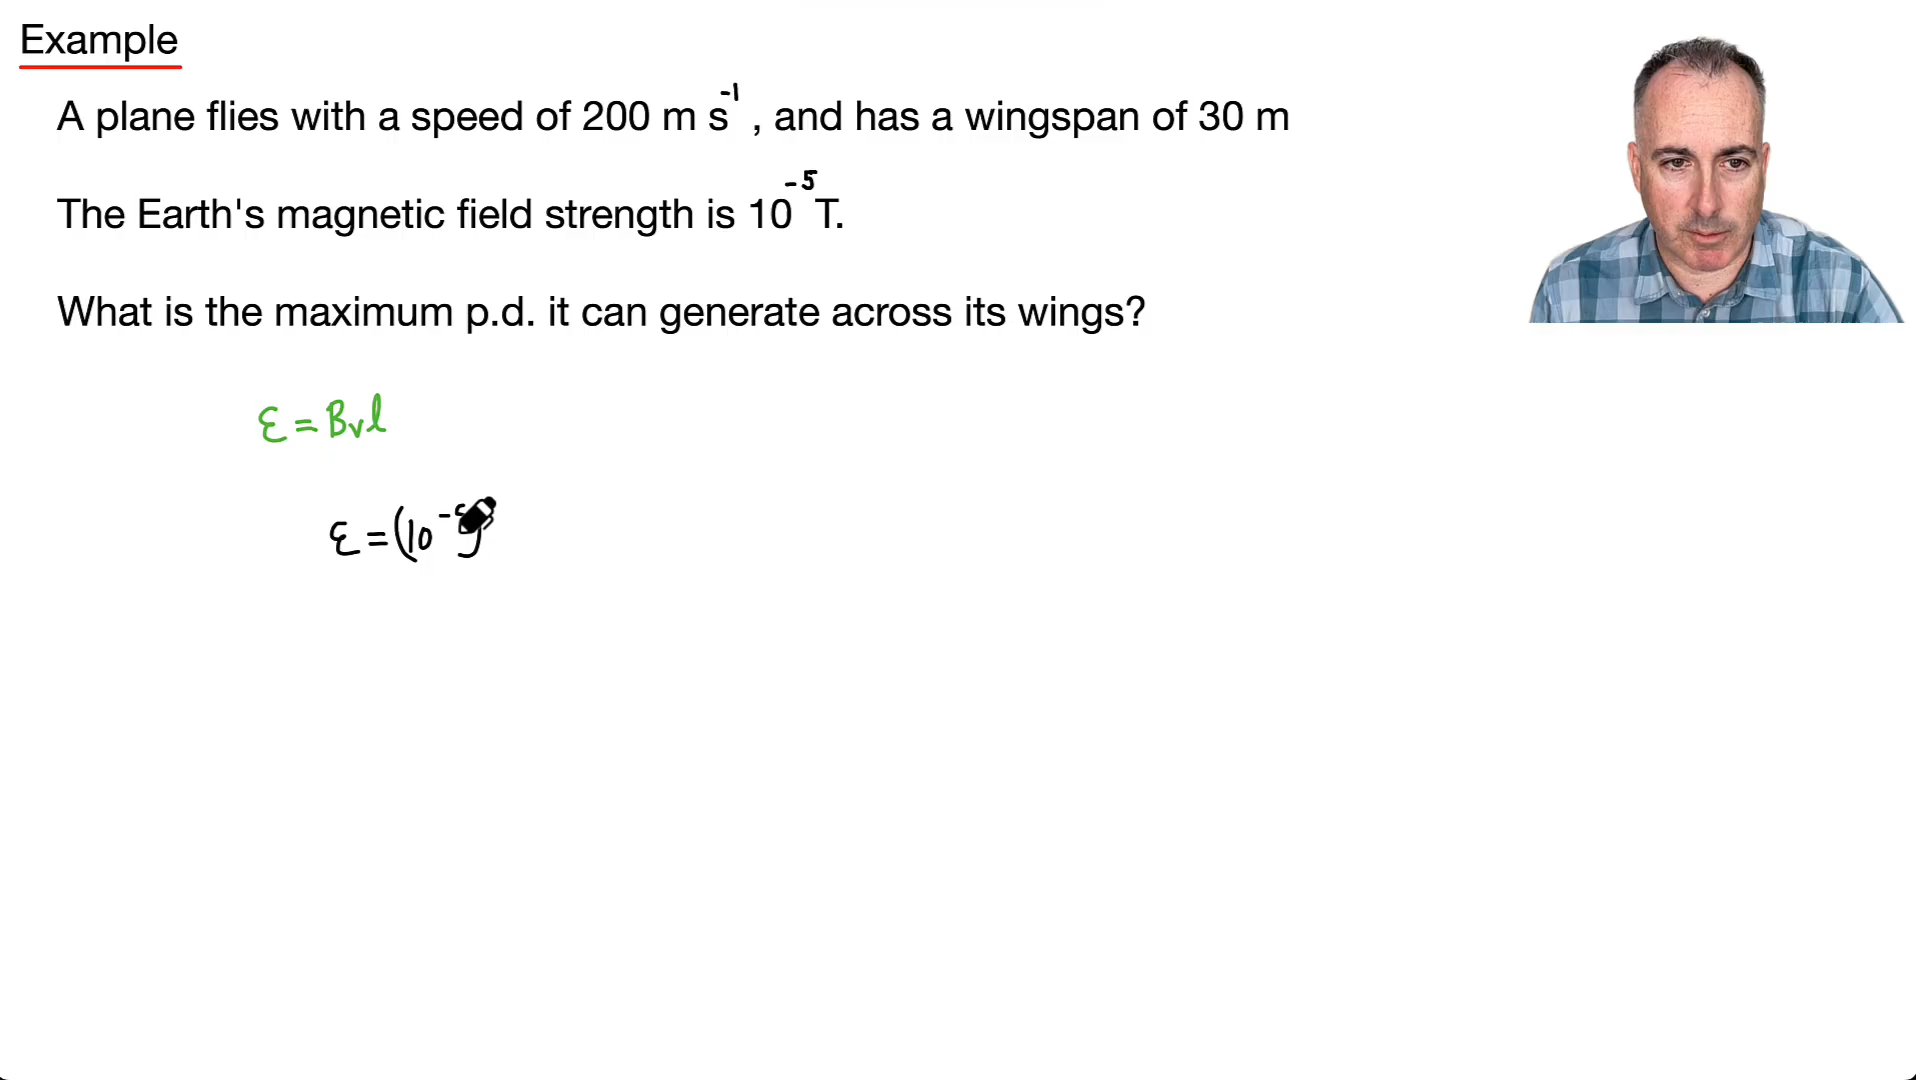 Example
A plane flies with a speed of 200 m s⁻¹, and has a wingspan of 30 m
The Earth's magnetic field strength is 10⁻⁵ T.
What is the maximum p.d. it can generate across its wings?
ε = Bvl
ε = (10⁻⁵)